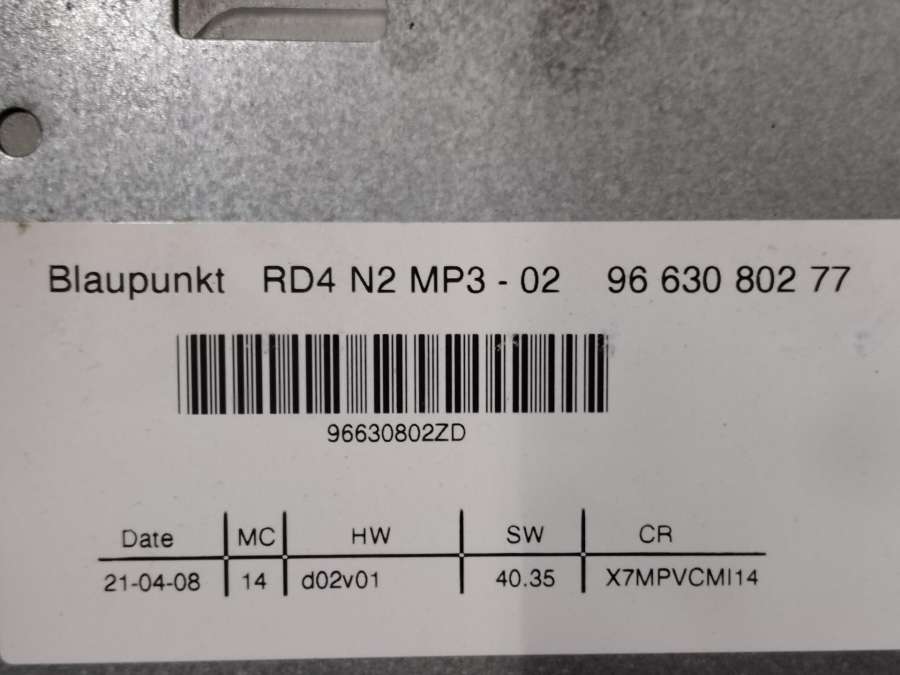 Blaupunkt RD4 N2 MP3 - 02 96 630 802 77
96630802ZD
Date MC HW SW CR
21-04-08 14 d02v01 40.35 X7MPVCMI14